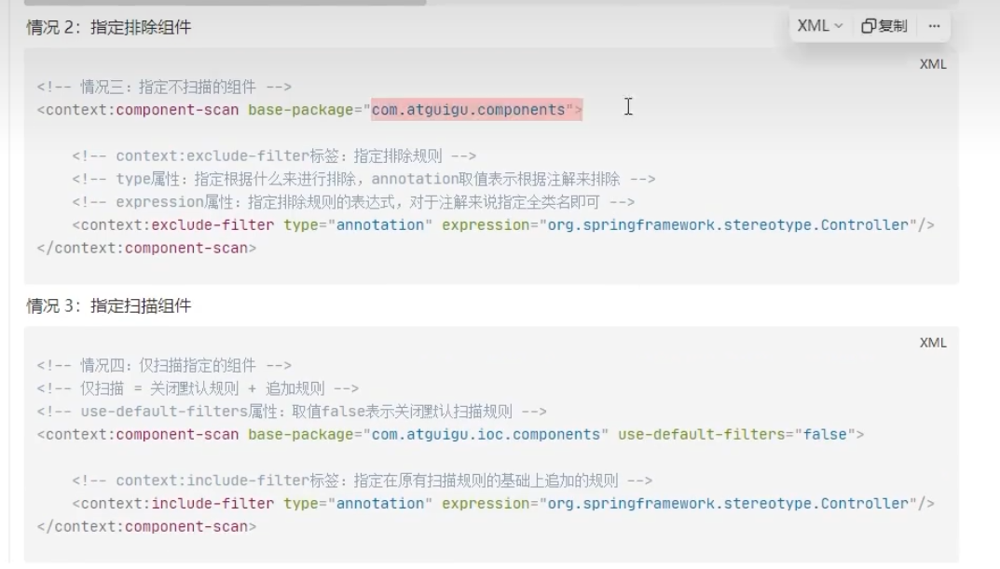 情况 2：指定排除组件
XML
复制
...
XML
<!-- 情况三：指定不扫描的组件 -->
<context:component-scan base-package="com.atguigu.components">
<!-- context:exclude-filter标签：指定排除规则 -->
<!-- type属性：指定根据什么来进行排除，annotation取值表示根据注解来排除 -->
<!-- expression属性：指定排除规则的表达式，对于注解来说指定全类名即可 -->
<context:exclude-filter type="annotation" expression="org.springframework.stereotype.Controller"/>
</context:component-scan>
情况 3：指定扫描组件
XML
<!-- 情况四：仅扫描指定的组件 -->
<!-- 仅扫描 = 关闭默认规则 + 追加规则 -->
<!-- use-default-filters属性：取值false表示关闭默认扫描规则 -->
<context:component-scan base-package="com.atguigu.ioc.components" use-default-filters="false">
<!-- context:include-filter标签：指定在原有扫描规则的基础上追加的规则 -->
<context:include-filter type="annotation" expression="org.springframework.stereotype.Controller"/>
</context:component-scan>